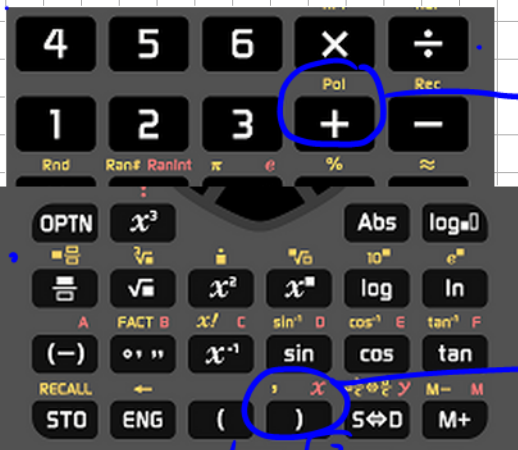 4 5 6 × ÷
Pol Rec
1 2 3 + −
Rnd Ran# RanInt π e % ≈
OPTN x³ Abs log▪▯
▪ ³√▪ ▪ ▪√▫ 10▪ e▪
√▪ x² x▪ log ln
A FACT B x! C sin⁻¹ D cos⁻¹ E tan⁻¹ F
(−) ° ’ ” x⁻¹ sin cos tan
RECALL ← , x y M− M
STO ENG ( ) S⇔D M+